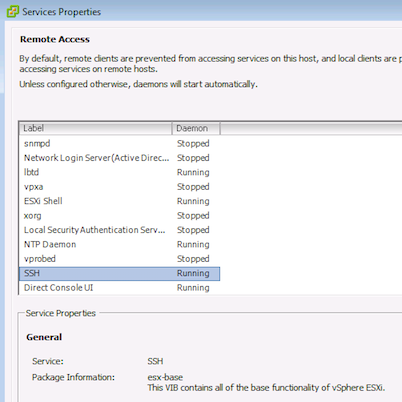 Services Properties
Remote Access
By default, remote clients are prevented from accessing services on this host, and local clients are
accessing services on remote hosts.
Unless configured otherwise, daemons will start automatically.
Label Daemon
snmpd Stopped
Network Login Server(Active Direc... Stopped
lbtd Running
vpxa Stopped
ESXi Shell Running
xorg Stopped
Local Security Authentication Serv... Stopped
NTP Daemon Running
vprobed Stopped
SSH Running
Direct Console UI Running
Service Properties
General
Service: SSH
Package Information: esx-base
This VIB contains all of the base functionality of vSphere ESXi.